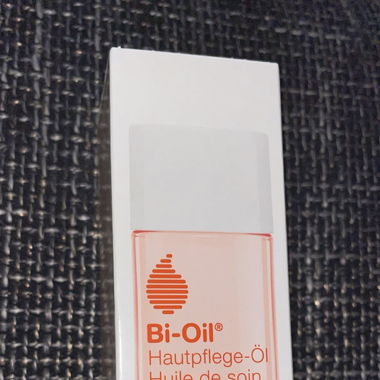 Bi-Oil®
Hautpflege-Öl
Huile de soin